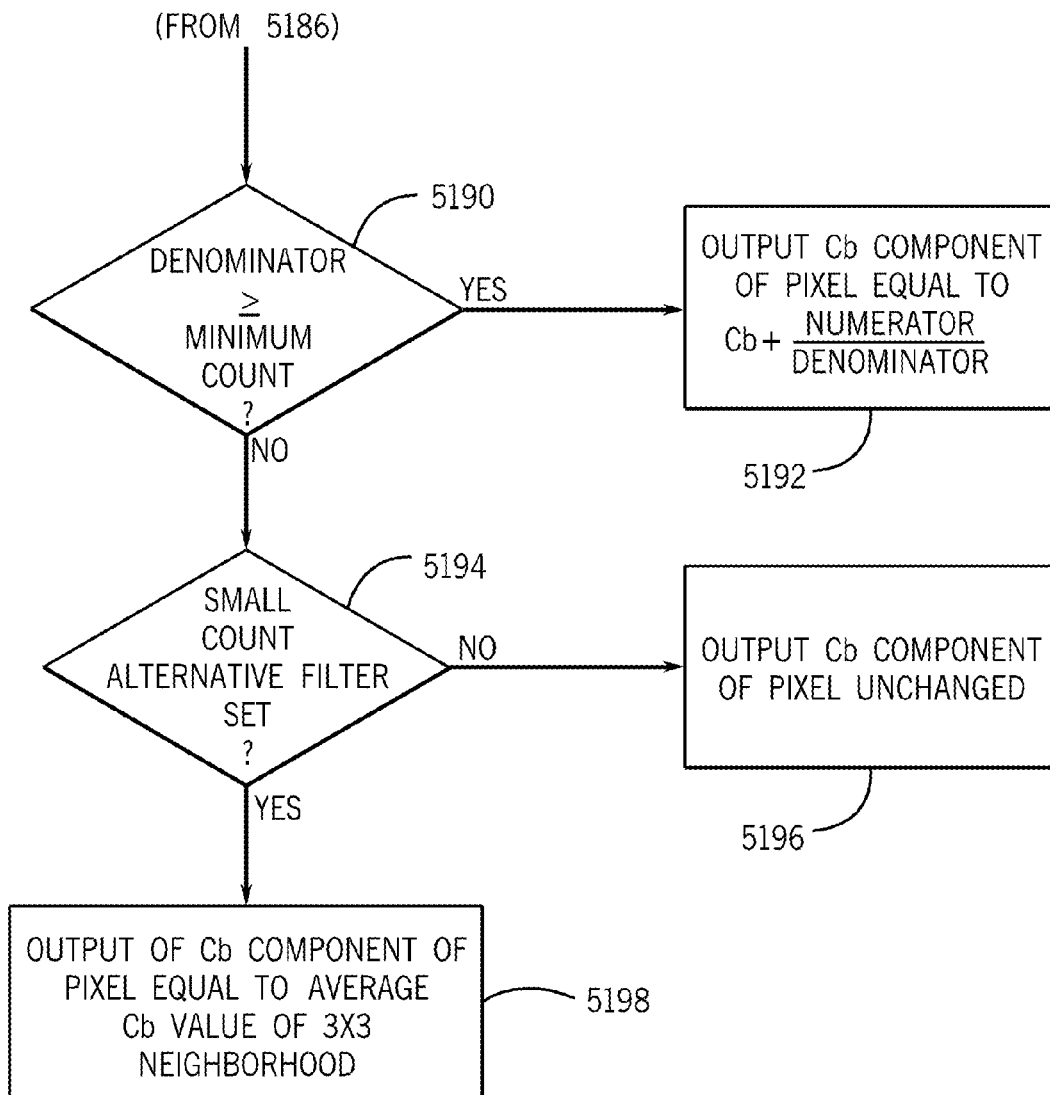 (FROM 5186)
5190
DENOMINATOR
≥
MINIMUM
COUNT
?
YES
OUTPUT Cb COMPONENT
OF PIXEL EQUAL TO
Cb + NUMERATOR
DENOMINATOR
5192
NO
5194
SMALL
COUNT
ALTERNATIVE FILTER
SET
?
NO
OUTPUT Cb COMPONENT
OF PIXEL UNCHANGED
5196
YES
OUTPUT OF Cb COMPONENT OF
PIXEL EQUAL TO AVERAGE
Cb VALUE OF 3X3
NEIGHBORHOOD
5198